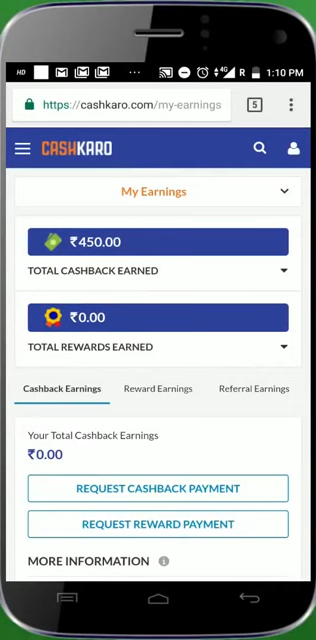 4G R 1:10 PM
https://cashkaro.com/my-earnings 5
CASHKARO
My Earnings
₹450.00
TOTAL CASHBACK EARNED
₹0.00
TOTAL REWARDS EARNED
Cashback Earnings Reward Earnings Referral Earnings
Your Total Cashback Earnings
₹0.00
REQUEST CASHBACK PAYMENT
REQUEST REWARD PAYMENT
MORE INFORMATION